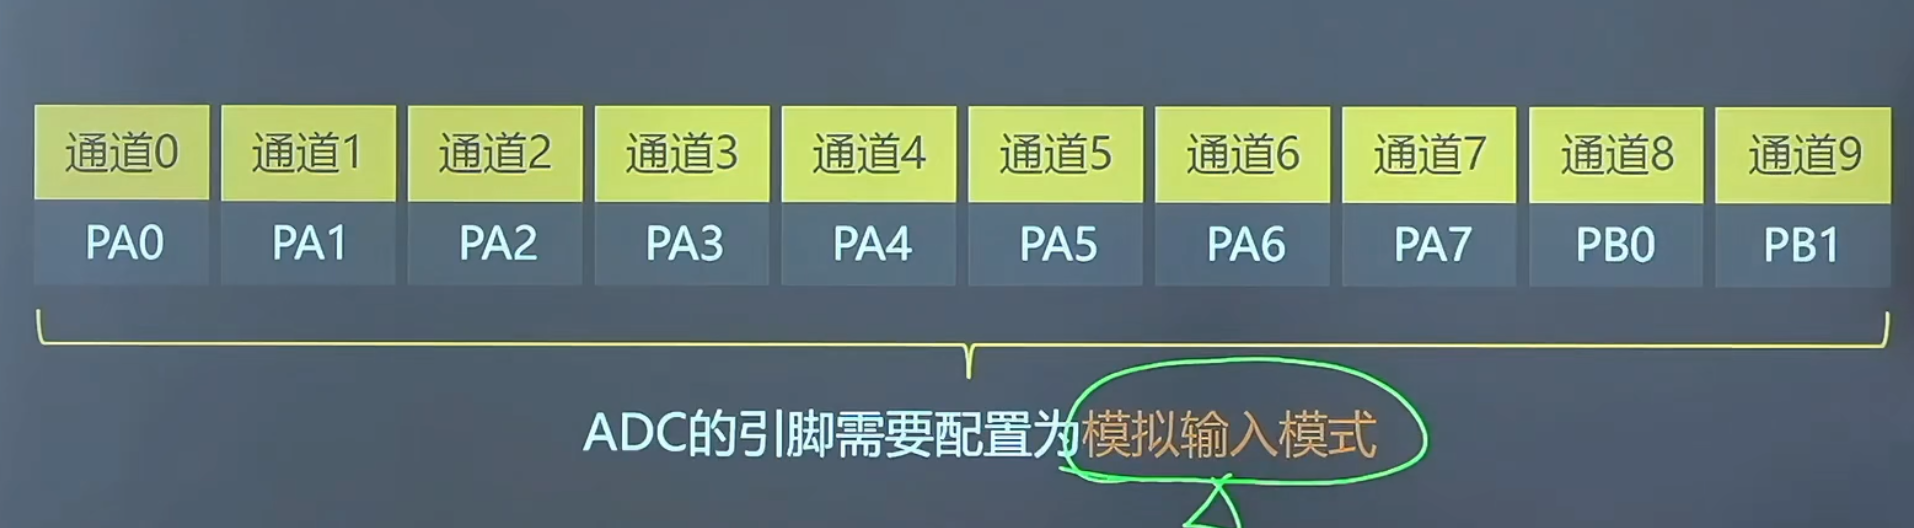 通道0 通道1 通道2 通道3 通道4 通道5 通道6 通道7 通道8 通道9
PA0 PA1 PA2 PA3 PA4 PA5 PA6 PA7 PB0 PB1
ADC的引脚需要配置为模拟输入模式